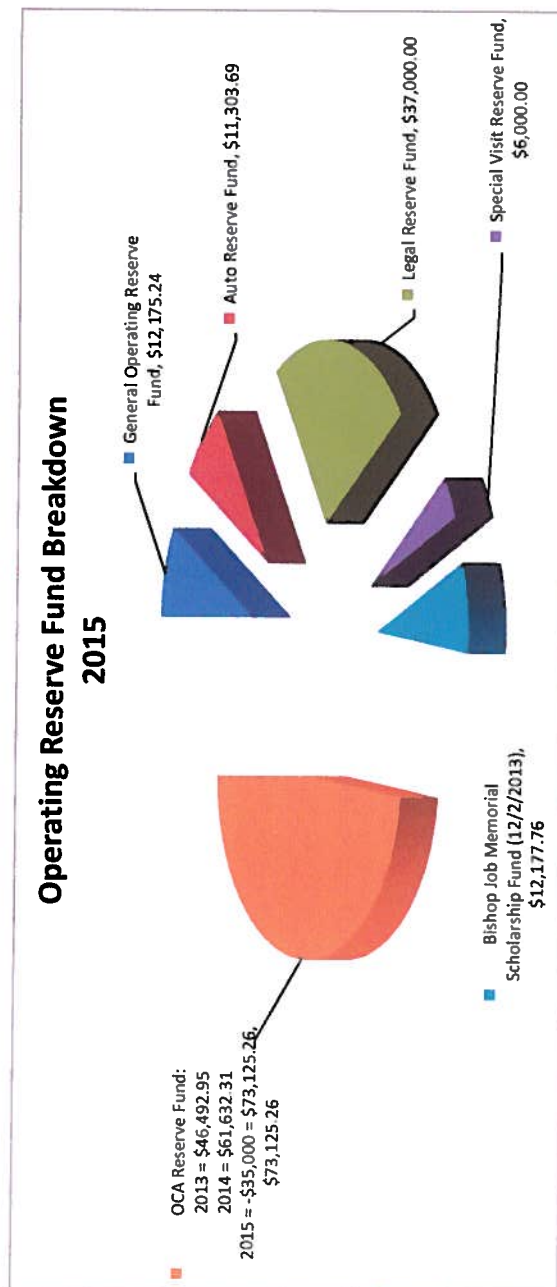 Operating Reserve Fund Breakdown
2015
General Operating Reserve
Fund, $12,175.24
Auto Reserve Fund, $11,303.69
Legal Reserve Fund, $37,000.00
Special Visit Reserve Fund,
$6,000.00
Bishop Job Memorial
Scholarship Fund (12/2/2013),
$12,177.76
OCA Reserve Fund:
2013 = $46,492.95
2014 = $61,632.31
2015 = -$35,000 = $73,125.26,
$73,125.26